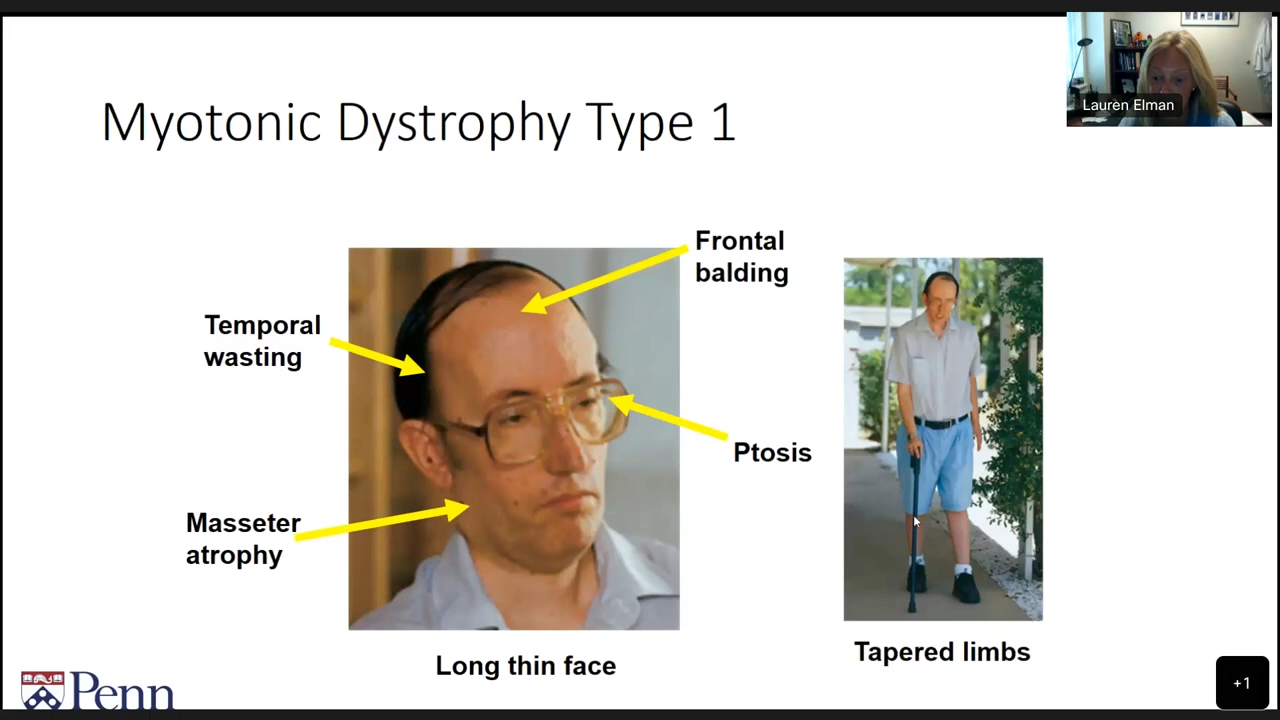 Lauren Elman
Myotonic Dystrophy Type 1
Frontal
balding
Temporal
wasting
Ptosis
Masseter
atrophy
Long thin face
Tapered limbs
Penn
+1